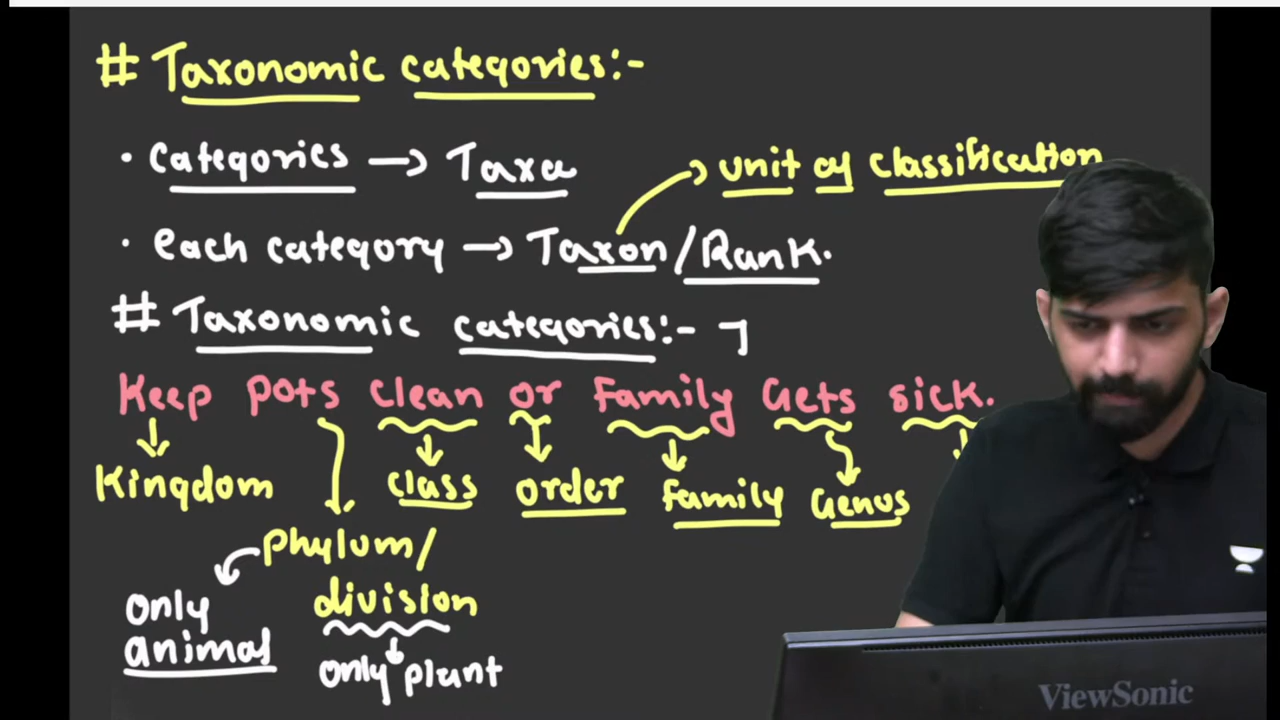 # Taxonomic categories:-
· Categories → Taxa
→ unit of classification
· Each category → Taxon/Rank.
# Taxonomic categories:- ㄱ
Keep pots clean or Family Gets sick.
Kingdom class order family Genus
phylum/
division
only animal
only plant
ViewSonic